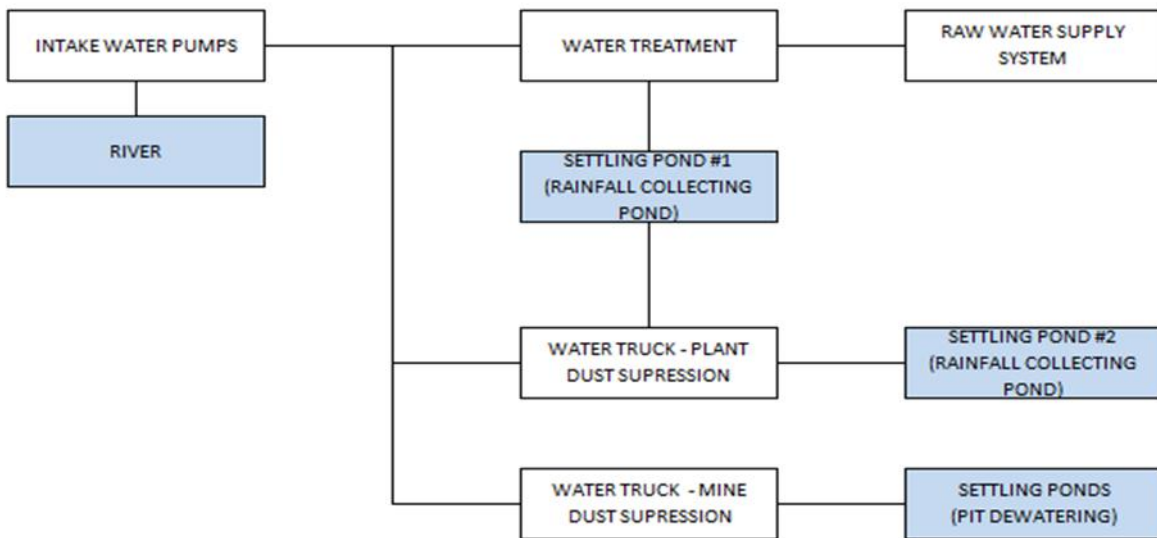 INTAKE WATER PUMPS
WATER TREATMENT
RAW WATER SUPPLY
SYSTEM
RIVER
SETTLING POND #1
(RAINFALL COLLECTING
POND)
WATER TRUCK - PLANT
DUST SUPRESSION
SETTLING POND #2
(RAINFALL COLLECTING
POND)
WATER TRUCK - MINE
DUST SUPRESSION
SETTLING PONDS
(PIT DEWATERING)